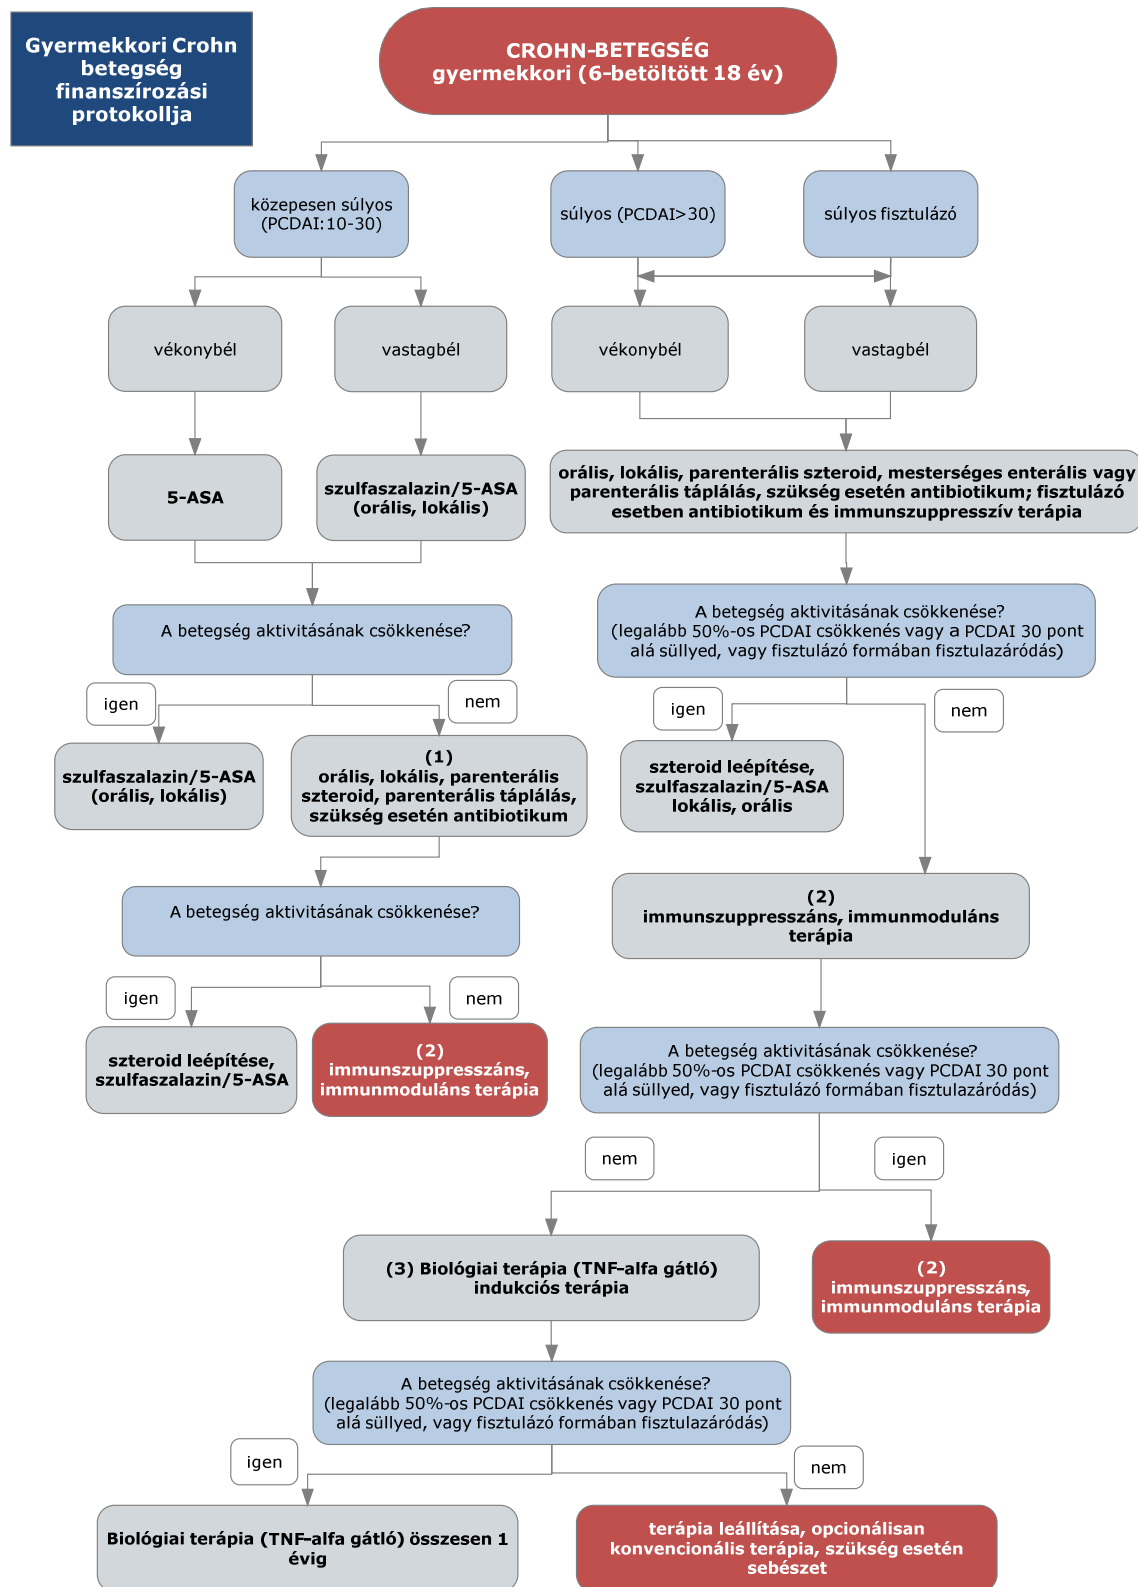 Gyermekkori Crohn
betegség
finanszírozási
protokollja
CROHN-BETEGSÉG
gyermekkori (6-betöltött 18 év)
közepesen súlyos
(PCDAI:10-30)
súlyos (PCDAI>30)
súlyos fisztulázó
vékonybél
vastagbél
vékonybél
vastagbél
5-ASA
szulfaszalazin/5-ASA
(orális, lokális)
orális, lokális, parenterális szteroid, mesterséges enterális vagy
parenterális táplálás, szükség esetén antibiotikum; fisztulázó
esetben antibiotikum és immunszuppresszív terápia
A betegség aktivitásának csökkenése?
A betegség aktivitásának csökkenése?
(legalább 50%-os PCDAI csökkenés vagy a PCDAI 30 pont
alá süllyed, vagy fisztulázó formában fisztulazáródás)
igen
nem
igen
nem
szulfaszalazin/5-ASA
(orális, lokális)
(1)
orális, lokális, parenterális
szteroid, parenterális táplálás,
szükség esetén antibiotikum
szteroid leépítése,
szulfaszalazin/5-ASA
lokális, orális
A betegség aktivitásának csökkenése?
(2)
immunszuppresszáns, immunmoduláns
terápia
igen
nem
szteroid leépítése,
szulfaszalazin/5-ASA
(2)
immunszuppresszáns,
immunmoduláns terápia
A betegség aktivitásának csökkenése?
(legalább 50%-os PCDAI csökkenés vagy PCDAI 30 pont
alá süllyed, vagy fisztulázó formában fisztulazáródás)
nem
igen
(3) Biológiai terápia (TNF-alfa gátló)
indukciós terápia
(2)
immunszuppresszáns,
immunmoduláns terápia
A betegség aktivitásának csökkenése?
(legalább 50%-os PCDAI csökkenés vagy PCDAI 30 pont
alá süllyed, vagy fisztulázó formában fisztulazáródás)
igen
nem
Biológiai terápia (TNF-alfa gátló) összesen 1
évig
terápia leállítása, opcionálisan
konvencionális terápia, szükség esetén
sebészet